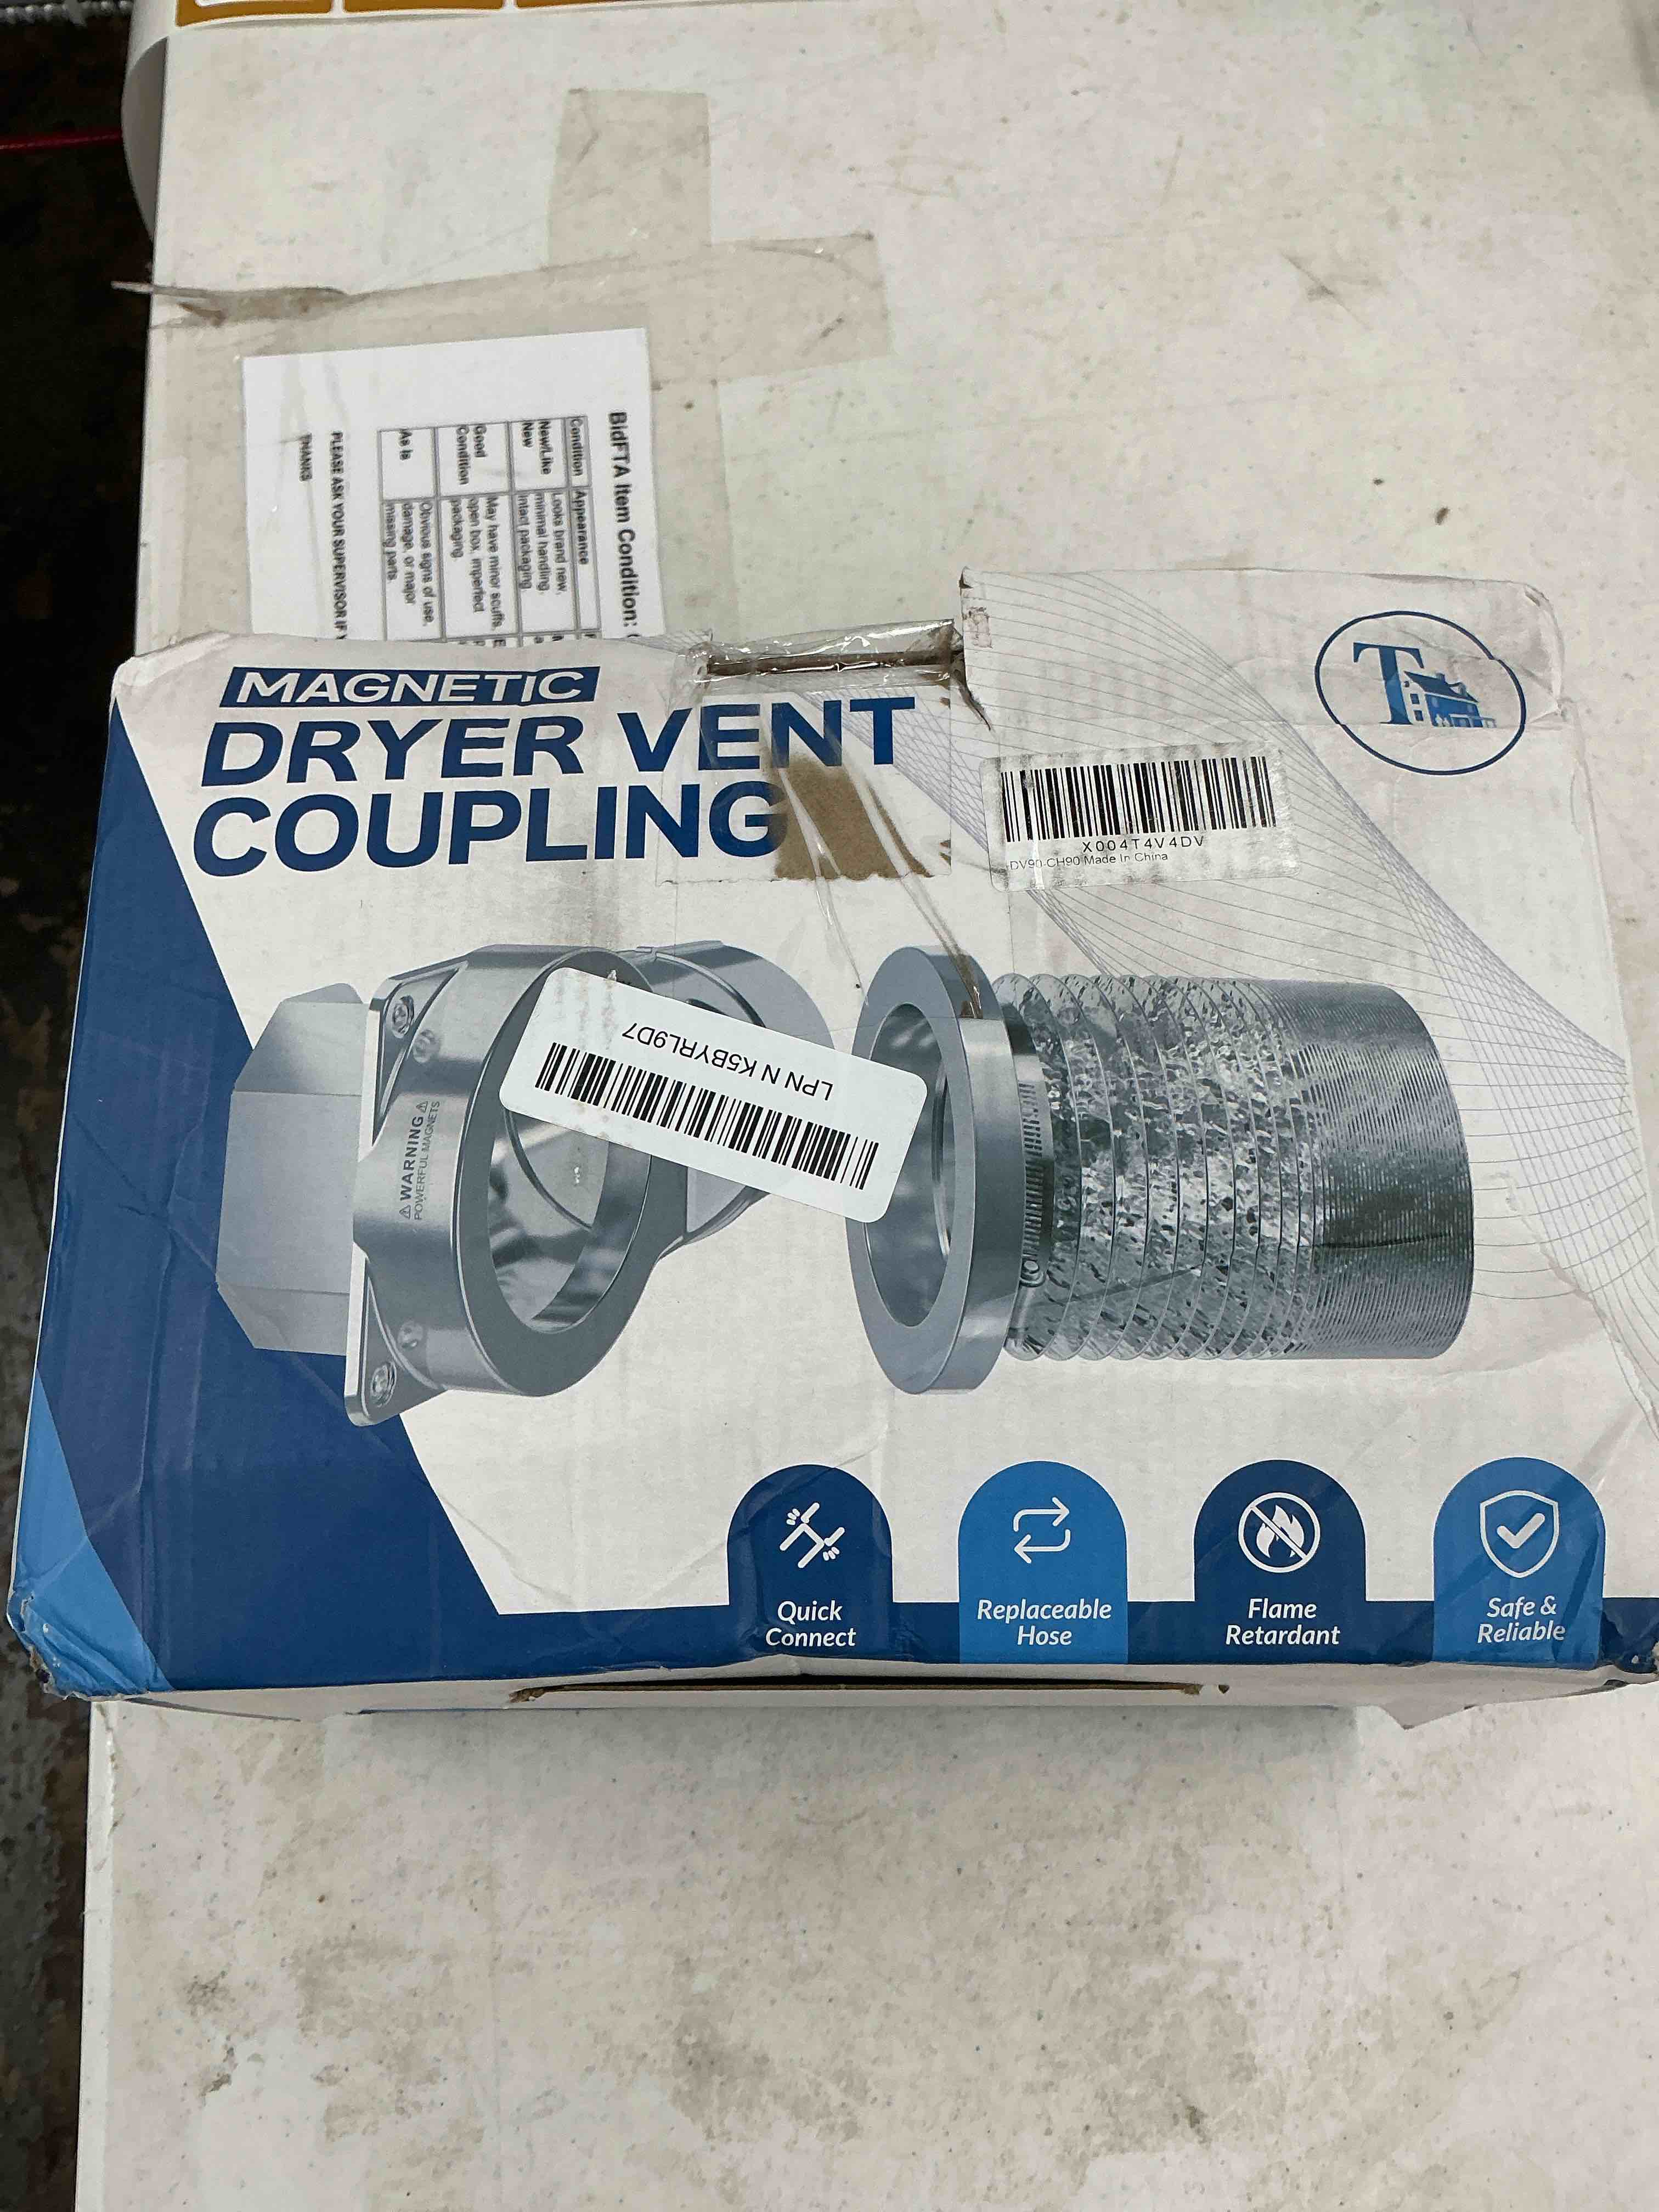 BidFTA Item Condition:
Condition Appearance
New/Like New Looks brand new, minimal handling, intact packaging.
Good Condition May have minor scuffs, open box, imperfect packaging.
As is Obvious signs of use, damage, or major missing parts.
PLEASE ASK YOUR SUPERVISOR IF
THANKS
MAGNETIC
DRYER VENT
COUPLING
T
X004T4V4DV
DV90-CH90 Made In China
LPN N K5BYRL9D7
⚠ WARNING ⚠
POWERFUL MAGNETS
Quick
Connect
Replaceable
Hose
Flame
Retardant
Safe &
Reliable